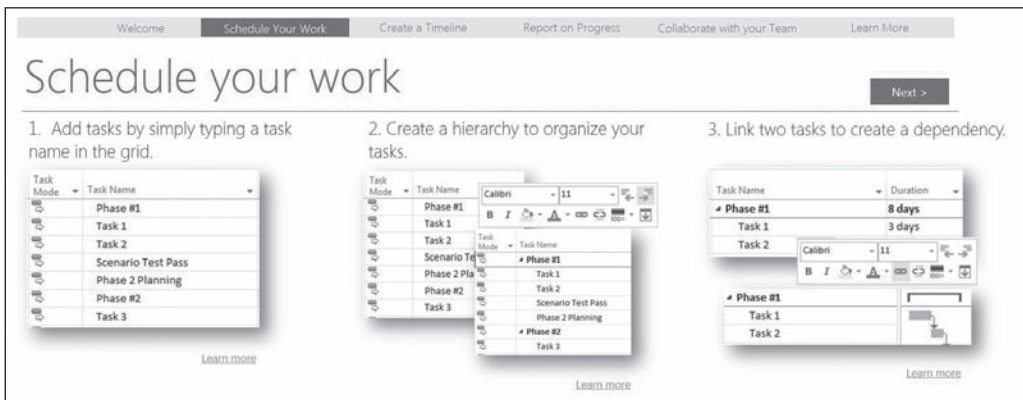 Welcome
Schedule Your Work
Create a Timeline
Report on Progress
Collaborate with your Team
Learn More
Schedule your work
Next >
1. Add tasks by simply typing a task
name in the grid.
Task
Mode
Task Name
Phase #1
Task 1
Task 2
Scenario Test Pass
Phase 2 Planning
Phase #2
Task 3
Learn more
2. Create a hierarchy to organize your
tasks.
Task
Mode
Task Name
Phase #1
Task 1
Task 2
Scenario Te
Phase 2 Pla
Phase #2
Task 3
Calibri
11
B I A
Task
Mode
Task Name
Phase #1
Task 1
Task 2
Scenario Test Pass
Phase 2 Planning
Phase #2
Task 3
Learn more
3. Link two tasks to create a dependency.
Task Name
Duration
Phase #1
8 days
Task 1
3 days
Task 2
Calibri
11
B I A
Phase #1
Task 1
Task 2
Learn more